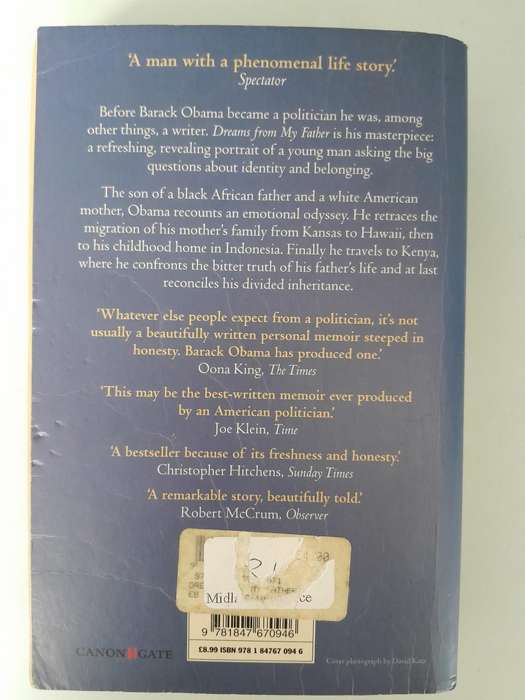 'A man with a phenomenal life story.'
Spectator
Before Barack Obama became a politician he was, among
other things, a writer. Dreams from My Father is his masterpiece:
a refreshing, revealing portrait of a young man asking the big
questions about identity and belonging.
The son of a black African father and a white American
mother, Obama recounts an emotional odyssey. He retraces the
migration of his mother's family from Kansas to Hawaii, then
to his childhood home in Indonesia. Finally he travels to Kenya,
where he confronts the bitter truth of his father's life and at last
reconciles his divided inheritance.
'Whatever else people expect from a politician, it's not
usually a beautifully written personal memoir steeped in
honesty. Barack Obama has produced one.'
Oona King, The Times
'This may be the best-written memoir ever produced
by an American politician.'
Joe Klein, Time
'A bestseller because of its freshness and honesty.'
Christopher Hitchens, Sunday Times
'A remarkable story, beautifully told.'
Robert McCrum, Observer
9 781847 670946
CANONGATE
£8.99 ISBN 978 1 84767 094 6
Cover photograph by David Katz